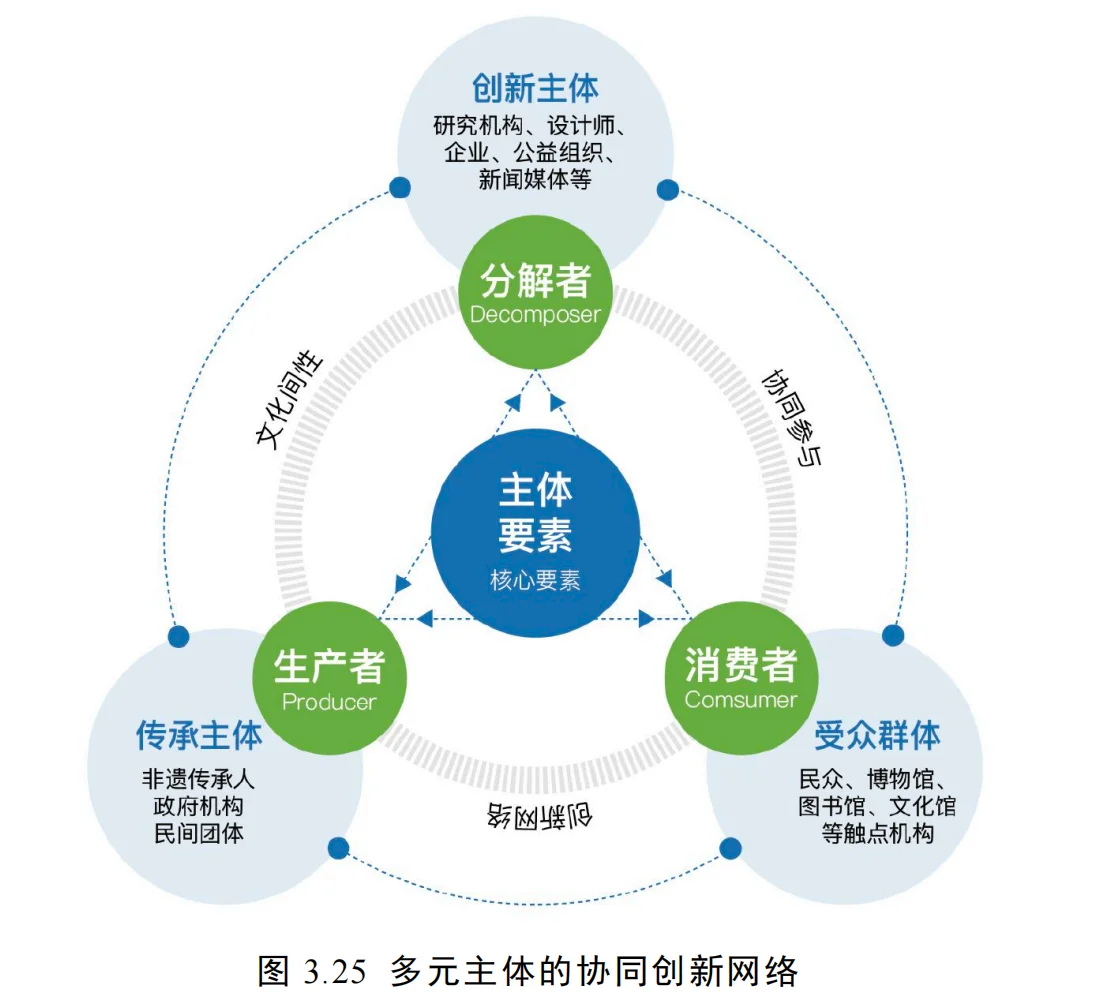 创新主体
研究机构、设计师、
企业、公益组织、
新闻媒体等
分解者
Decomposer
文化间性
协同参与
主体
要素
核心要素
生产者
Producer
消费者
Comsumer
传承主体
非遗传承人
政府机构
民间团体
受众群体
民众、博物馆、
图书馆、文化馆
等触点机构
创新网络
图 3.25 多元主体的协同创新网络